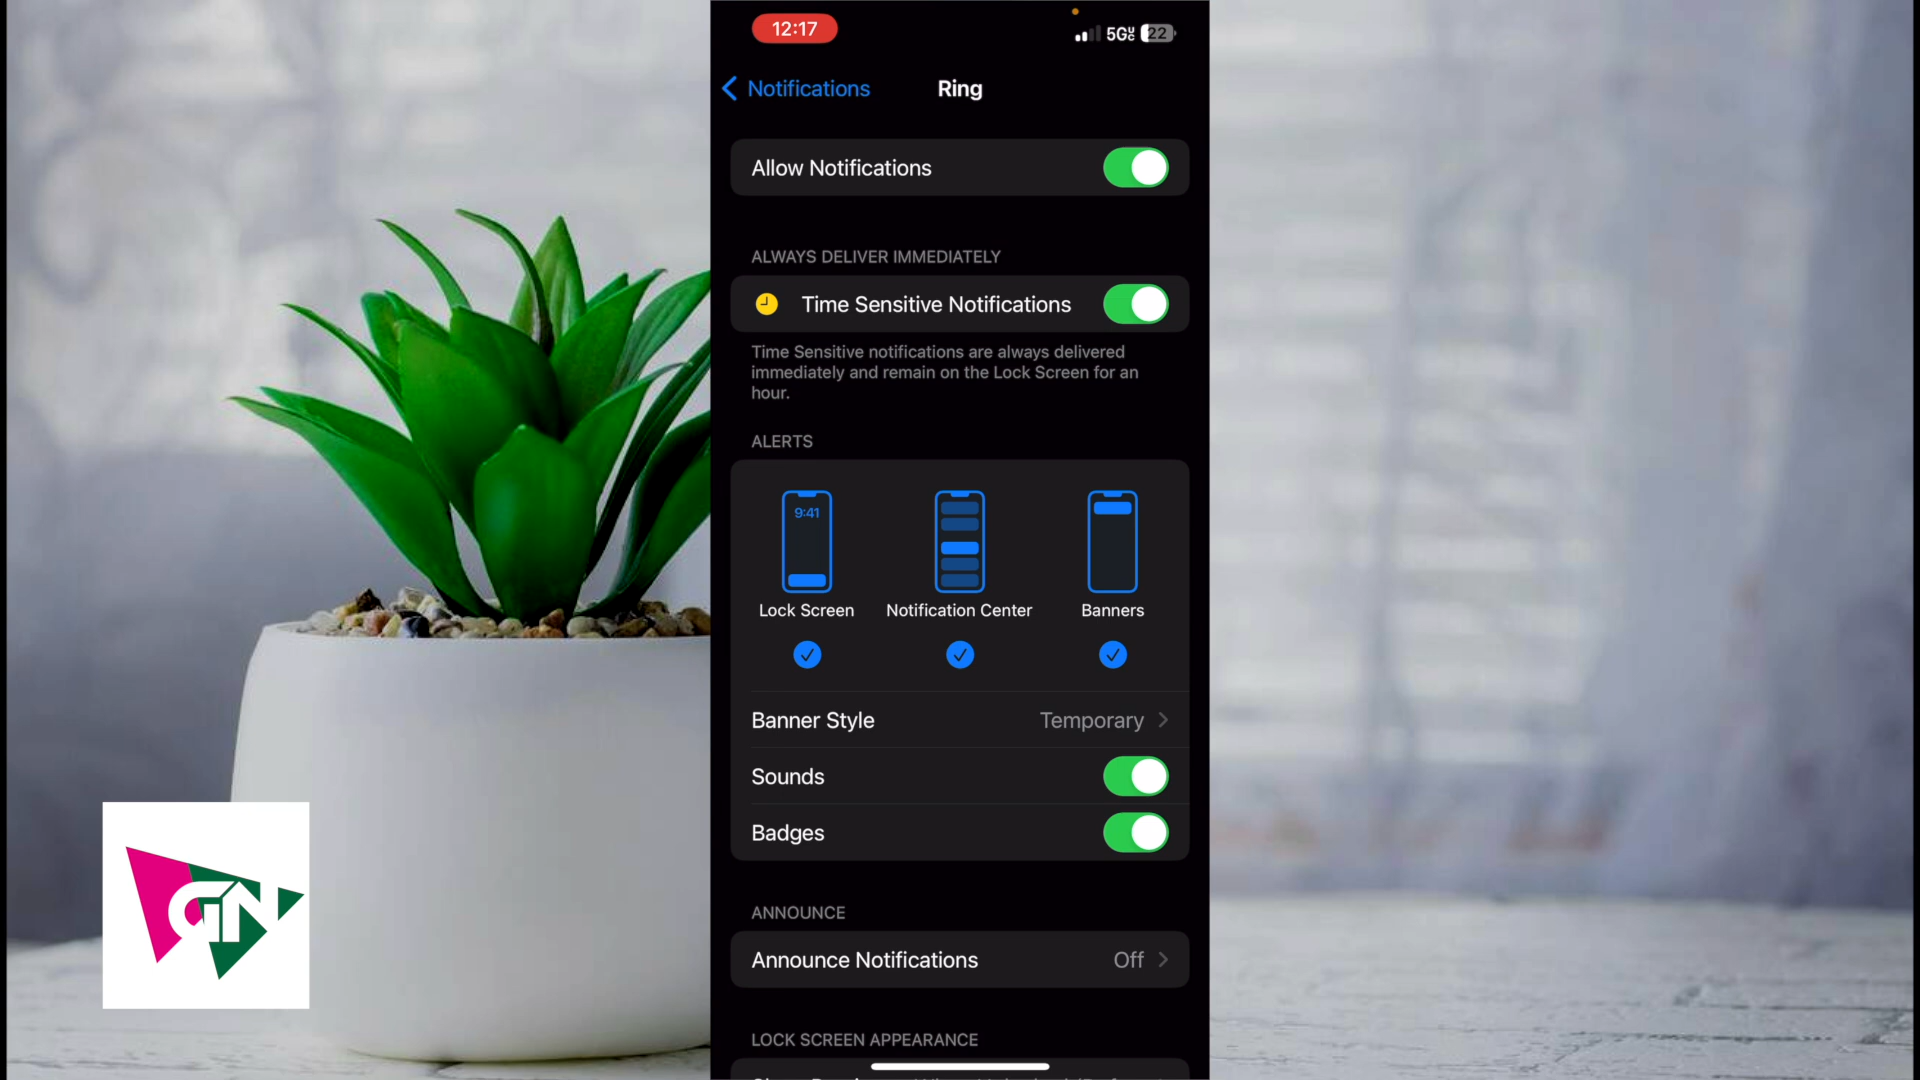 12:17
5G 22
Notifications
Ring
Allow Notifications
ALWAYS DELIVER IMMEDIATELY
Time Sensitive Notifications
Time Sensitive notifications are always delivered
immediately and remain on the Lock Screen for an
hour.
ALERTS
9:41
Lock Screen
Notification Center
Banners
Banner Style
Temporary
Sounds
Badges
ANNOUNCE
Announce Notifications
Off
LOCK SCREEN APPEARANCE
GIN